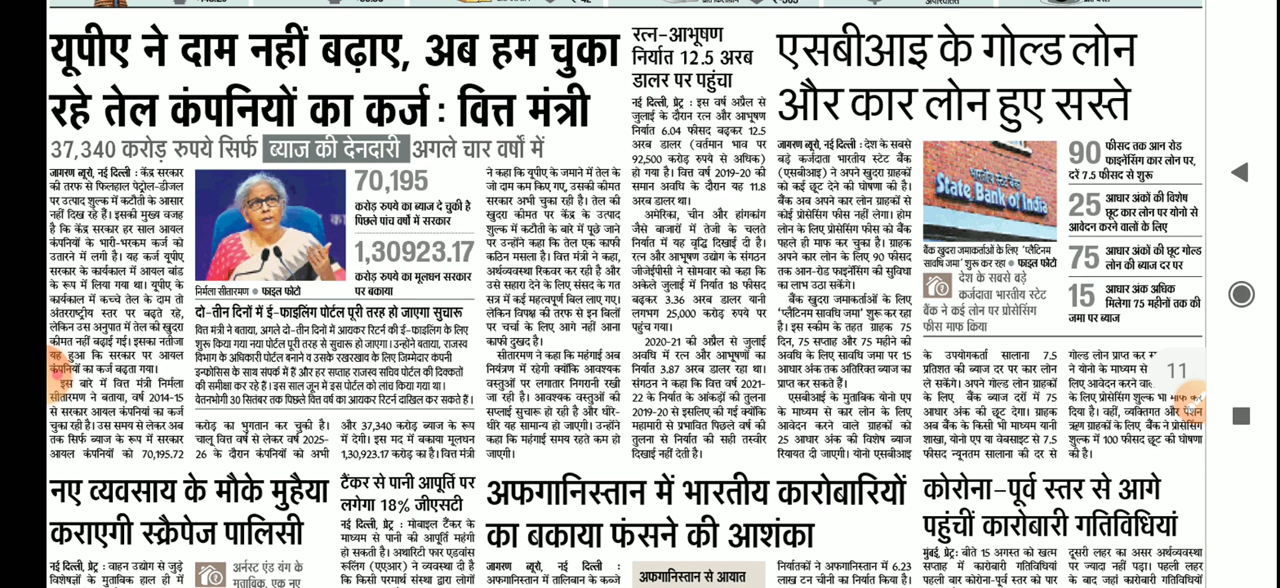 यूपीए ने दाम नहीं बढ़ाए, अब हम चुका
रहे तेल कंपनियों का कर्ज : वित्त मंत्री
37,340 करोड़ रुपये सिर्फ ब्याज की देनदारी अगले चार वर्षों में
जागरण ब्यूरो, नई दिल्ली : केंद्र सरकार
की तरफ से फिलहाल पेट्रोल-डीजल
पर उत्पाद शुल्क में कटौती के आसार
नहीं दिख रहे हैं। इसकी मुख्य वजह
है कि केंद्र सरकार हर साल आयल
कंपनियों के भारी-भरकम कर्ज को
उतारने में लगी है। यह कर्ज यूपीए
सरकार के कार्यकाल में आयल बांड
के रूप में लिया गया था। यूपीए के
कार्यकाल में कच्चे तेल के दाम तो
अंतरराष्ट्रीय स्तर पर बढ़ते रहे,
लेकिन उस अनुपात में तेल की खुदरा
कीमत नहीं बढ़ाई गई। इसका नतीजा
यह हुआ कि सरकार पर आयल
कंपनियों का कर्ज बढ़ता गया।
इस बारे में वित्त मंत्री निर्मला
सीतारमण ने बताया, वर्ष 2014-15
से सरकार आयल कंपनियों का कर्ज
चुका रही है। उस समय से लेकर अब
तक सिर्फ ब्याज के रूप में सरकार
आयल कंपनियों को 70,195.72
निर्मला सीतारमण ● फाइल फोटो
70,195
करोड़ रुपये का ब्याज दे चुकी है
पिछले पांच वर्षों में सरकार
1,30923.17
करोड़ रुपये का मूलधन सरकार
पर बकाया
दो-तीन दिनों में ई-फाइलिंग पोर्टल पूरी तरह हो जाएगा सुचारू
वित्त मंत्री ने बताया, अगले दो-तीन दिनों में आयकर रिटर्न की ई-फाइलिंग के लिए
शुरू किया गया नया पोर्टल पूरी तरह से सुचारू हो जाएगा। उन्होंने बताया, राजस्व
विभाग के अधिकारी पोर्टल बनाने व उसके रखरखाव के लिए जिम्मेदार कंपनी
इन्फोसिस के साथ संपर्क में हैं और हर सप्ताह राजस्व सचिव पोर्टल की दिक्कतों
की समीक्षा कर रहे हैं। इस साल जून में इस पोर्टल को लांच किया गया था।
वेतनभोगी 30 सितंबर तक पिछले वित्त वर्ष का आयकर रिटर्न दाखिल कर सकते हैं।
करोड़ का भुगतान कर चुकी है।
चालू वित्त वर्ष से लेकर वर्ष 2025-
26 के दौरान कंपनियों को अभी
और 37,340 करोड़ ब्याज के रूप
में देगी। इस मद में बकाया मूलधन
1,30,923.17 करोड़ का है। वित्त मंत्री
ने कहा कि यूपीए के जमाने में तेल के
जो दाम कम किए गए, उसकी कीमत
सरकार अभी चुका रही है। तेल की
खुदरा कीमत पर केंद्र के उत्पाद
शुल्क में कटौती के बारे में पूछे जाने
पर उन्होंने कहा कि तेल एक काफी
कठिन मसला है। वित्त मंत्री ने कहा,
अर्थव्यवस्था रिकवर कर रही है और
उसे सहारा देने के लिए संसद के गत
सत्र में कई महत्वपूर्ण बिल लाए गए।
लेकिन विपक्ष की तरफ से इन बिलों
पर चर्चा के लिए आगे नहीं आना
काफी दुखद है।
सीतारमण ने कहा कि महंगाई अब
नियंत्रण में रहेगी क्योंकि आवश्यक
वस्तुओं पर लगातार निगरानी रखी
जा रही है। आवश्यक वस्तुओं की
सप्लाई सुचारू हो रही है और धीरे-
धीरे यह सामान्य हो जाएगी। उन्होंने
कहा कि महंगाई समय रहते कम हो
जाएगी।
रत्न-आभूषण
निर्यात 12.5 अरब
डालर पर पहुंचा
नई दिल्ली, प्रेट्र : इस वर्ष अप्रैल से
जुलाई के दौरान रत्न और आभूषण
निर्यात 6.04 फीसद बढ़कर 12.5
अरब डालर (वर्तमान भाव पर
92,500 करोड़ रुपये से अधिक)
हो गया है। वित्त वर्ष 2019-20 की
समान अवधि के दौरान यह 11.8
अरब डालर था।
अमेरिका, चीन और हांगकांग
जैसे बाजारों में तेजी के चलते
निर्यात में यह वृद्धि दिखाई दी है।
रत्न और आभूषण उद्योग के संगठन
जीजेईपीसी ने सोमवार को कहा कि
अकेले जुलाई में निर्यात 18 फीसद
बढ़कर 3.36 अरब डालर यानी
लगभग 25,000 करोड़ रुपये पर
पहुंच गया।
2020-21 की अप्रैल से जुलाई
अवधि में रत्न और आभूषणों का
निर्यात 3.87 अरब डालर रहा था।
संगठन ने कहा कि वित्त वर्ष 2021-
22 के निर्यात के आंकड़ों की तुलना
2019-20 से इसलिए की गई क्योंकि
महामारी से प्रभावित पिछले वर्ष की
तुलना से निर्यात की सही तस्वीर
दिखाई नहीं देती है।
एसबीआइ के गोल्ड लोन
और कार लोन हुए सस्ते
जागरण ब्यूरो, नई दिल्ली : देश के सबसे
बड़े कर्जदाता भारतीय स्टेट बैंक
(एसबीआइ) ने अपने खुदरा ग्राहकों
को कई छूट देने की घोषणा की है।
बैंक अब अपने कार लोन ग्राहकों से
कोई प्रोसेसिंग फीस नहीं लेगा। होम
लोन के लिए प्रोसेसिंग फीस को बैंक
पहले ही माफ कर चुका है। ग्राहक
अपने कार लोन के लिए 90 फीसद
तक आन-रोड फाइनेंसिंग की सुविधा
का लाभ उठा सकेंगे।
बैंक खुदरा जमाकर्ताओं के लिए
'प्लैटिनम सावधि जमा' शुरू कर रहा
है। इस स्कीम के तहत ग्राहक 75
दिन, 75 सप्ताह और 75 महीने की
अवधि के लिए सावधि जमा पर 15
आधार अंक तक अतिरिक्त ब्याज का
प्राप्त कर सकते हैं।
एसबीआइ के मुताबिक योनो एप
के माध्यम से कार लोन के लिए
आवेदन करने वाले ग्राहकों को
25 आधार अंक की विशेष ब्याज
रियायत दी जाएगी। योनो एसबीआइ
भारतीय स्टेट बैंक
State Bank of India
बैंक खुदरा जमाकर्ताओं के लिए 'प्लैटिनम
सावधि जमा' शुरू कर रहा ● फाइल फोटो
देश के सबसे बड़े
कर्जदाता भारतीय स्टेट
बैंक ने कई लोन पर प्रोसेसिंग
फीस माफ किया
90 फीसद तक आन रोड
फाइनेंसिंग कार लोन पर,
दरें 7.5 फीसद से शुरू
25 आधार अंकों की विशेष
छूट कार लोन पर योनो से
आवेदन करने वालों के लिए
75 आधार अंकों की छूट गोल्ड
लोन की ब्याज दर पर
15 आधार अंक अधिक
मिलेगा 75 महीनों तक की
जमा पर ब्याज
के उपयोगकर्ता सालाना 7.5
प्रतिशत की ब्याज दर पर कार लोन
ले सकेंगे। अपने गोल्ड लोन ग्राहकों
के लिए बैंक ब्याज दरों में 75
आधार अंक की छूट देगा। ग्राहक
अब बैंक के किसी भी माध्यम यानी
शाखा, योनो एप या वेबसाइट से 7.5
फीसद न्यूनतम सालाना की दर से
गोल्ड लोन प्राप्त कर
ने योनो के माध्यम से
लिए आवेदन करने वा
के लिए प्रोसेसिंग शुल्क भी माफ कर
दिया है। वहीं, व्यक्तिगत और पेंशन
ऋण ग्राहकों के लिए बैंक ने प्रोसेसिंग
शुल्क में 100 फीसद छूट की घोषणा
की है।
11
नए व्यवसाय के मौके मुहैया
कराएगी स्क्रैपेज पालिसी
नई दिल्ली, प्रेट्र : वाहन उद्योग से जुड़े
विशेषज्ञों के मुताबिक हाल ही में
अर्नस्ट एंड यंग के
मुताबिक, एक नए
टैंकर से पानी आपूर्ति पर
लगेगा 18% जीएसटी
नई दिल्ली, प्रेट्र : मोबाइल टैंकर के
माध्यम से पानी की आपूर्ति महंगी
हो सकती है। अथारिटी फार एडवांस
रूलिंग (एएआर) ने व्यवस्था दी है
कि किसी परमार्थ संस्था द्वारा लोगों
अफगानिस्तान में भारतीय कारोबारियों
का बकाया फंसने की आशंका
जागरण ब्यूरो, नई दिल्ली :
अफगानिस्तान में तालिबान के कब्जे
अफगानिस्तान से आयात
निर्यातकों ने अफगानिस्तान में 6.23
लाख टन चीनी का निर्यात किया है।
कोरोना-पूर्व स्तर से आगे
पहुंचीं कारोबारी गतिविधियां
मुंबई, प्रेट्र: बीते 15 अगस्त को खत्म
सप्ताह में कारोबारी गतिविधियां
पहली बार कोरोना-पूर्व स्तर को पार
दूसरी लहर का असर अर्थव्यवस्था
पर ज्यादा नहीं पड़ा। पहली लहर
के बाद जहां कारोबारी गतिविधियों